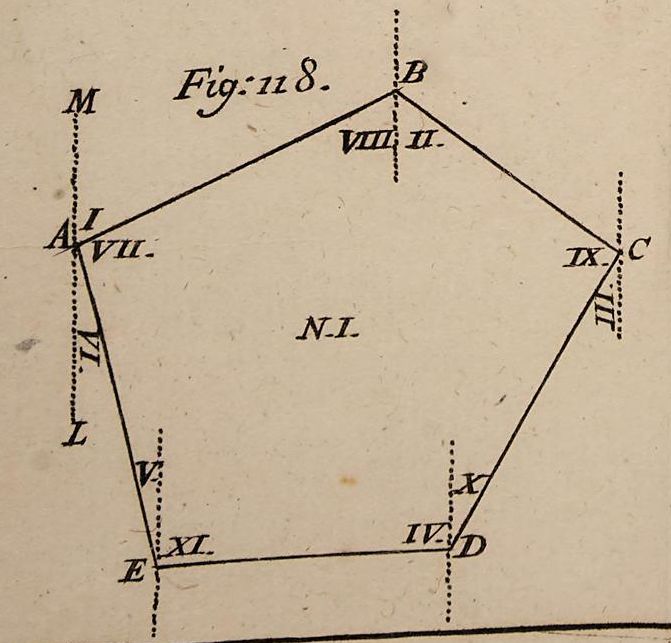 Fig: 118.
B
M
VIII. II.
I
A
VII.
IX. C
III.
N.I.
VI.
L
V.
X
XI.
IV. D
E